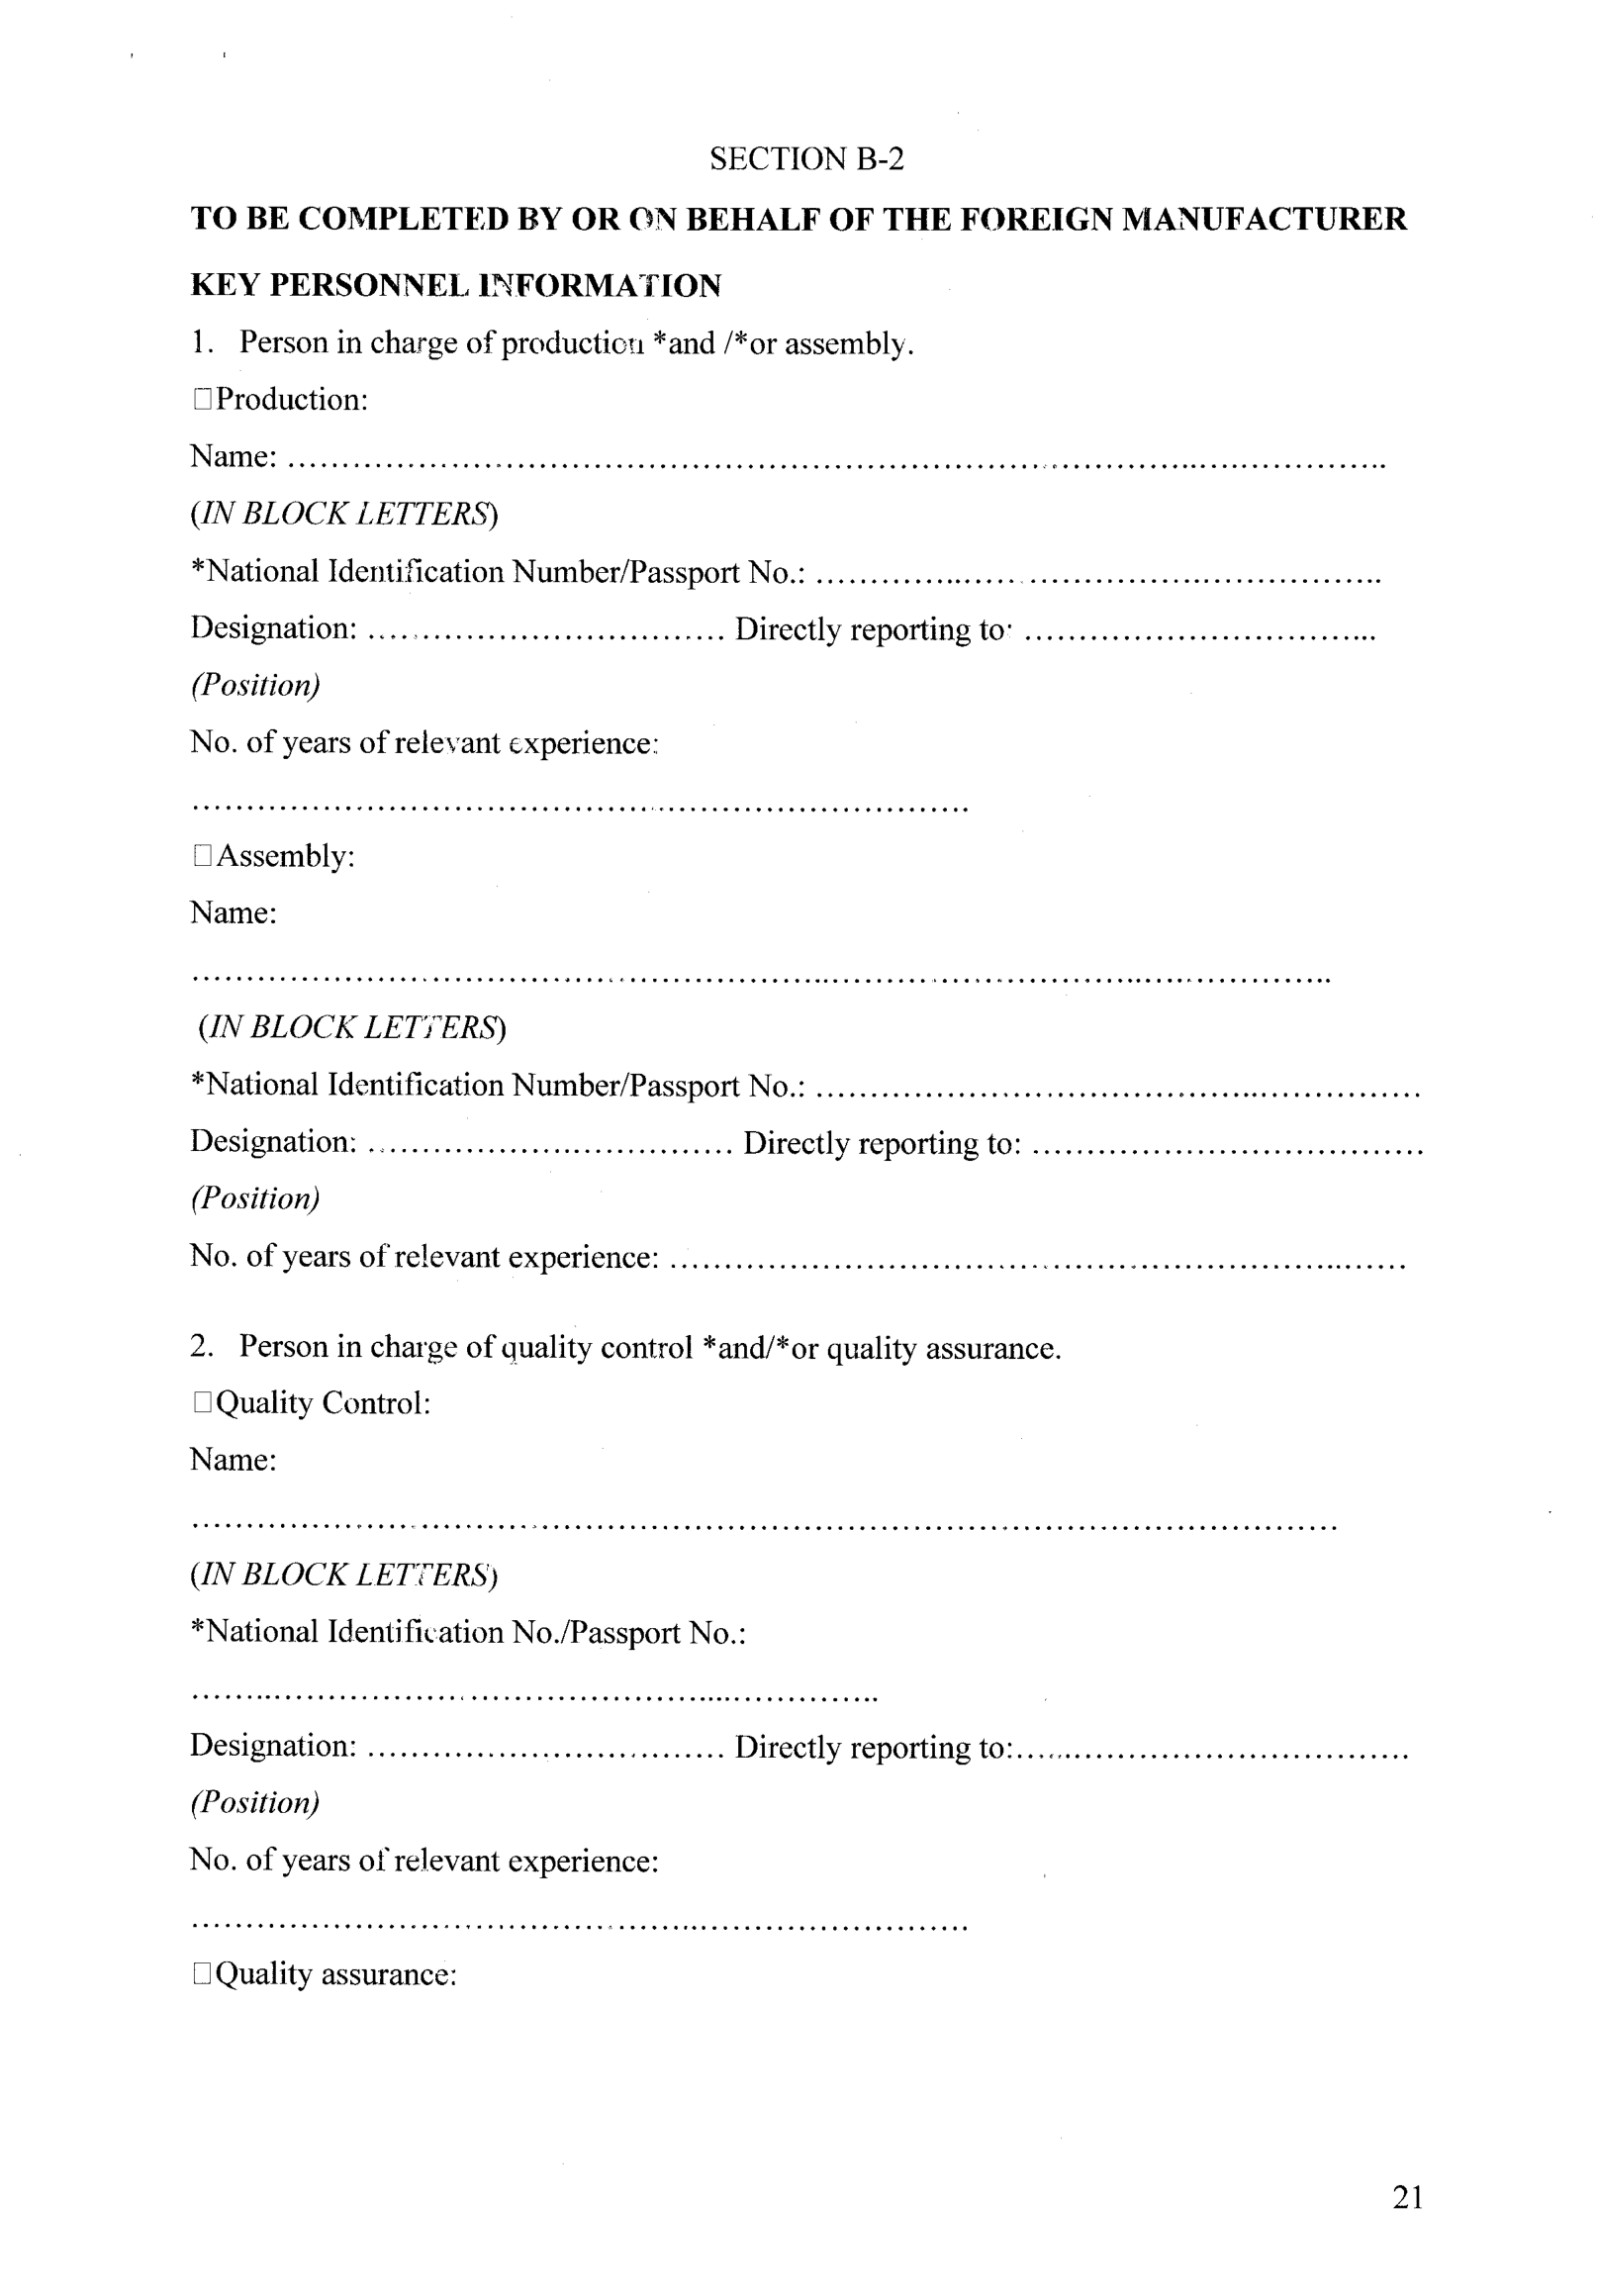 SECTION B-2
TO BE COMPLETED BY OR ON BEHALF OF THE FOREIGN MANUFACTURER
KEY PERSONNEL INFORMATION
1. Person in charge of production *and /*or assembly.
☐Production:
Name: ........................................................................................................
(IN BLOCK LETTERS)
*National Identification Number/Passport No.: .....................................................
Designation: ................................. Directly reporting to: .................................
(Position)
No. of years of relevant experience:
.......................................................................
☐Assembly:
Name:
........................................................................................................
(IN BLOCK LETTERS)
*National Identification Number/Passport No.: ........................................................
Designation: .................................. Directly reporting to: ....................................
(Position)
No. of years of relevant experience: ....................................................................
2. Person in charge of quality control *and/*or quality assurance.
☐Quality Control:
Name:
.........................................................................................................
(IN BLOCK LETTERS)
*National Identification No./Passport No.:
...............................................................
Designation: ................................. Directly reporting to:.....................................
(Position)
No. of years of relevant experience:
.......................................................................
☐Quality assurance:
21